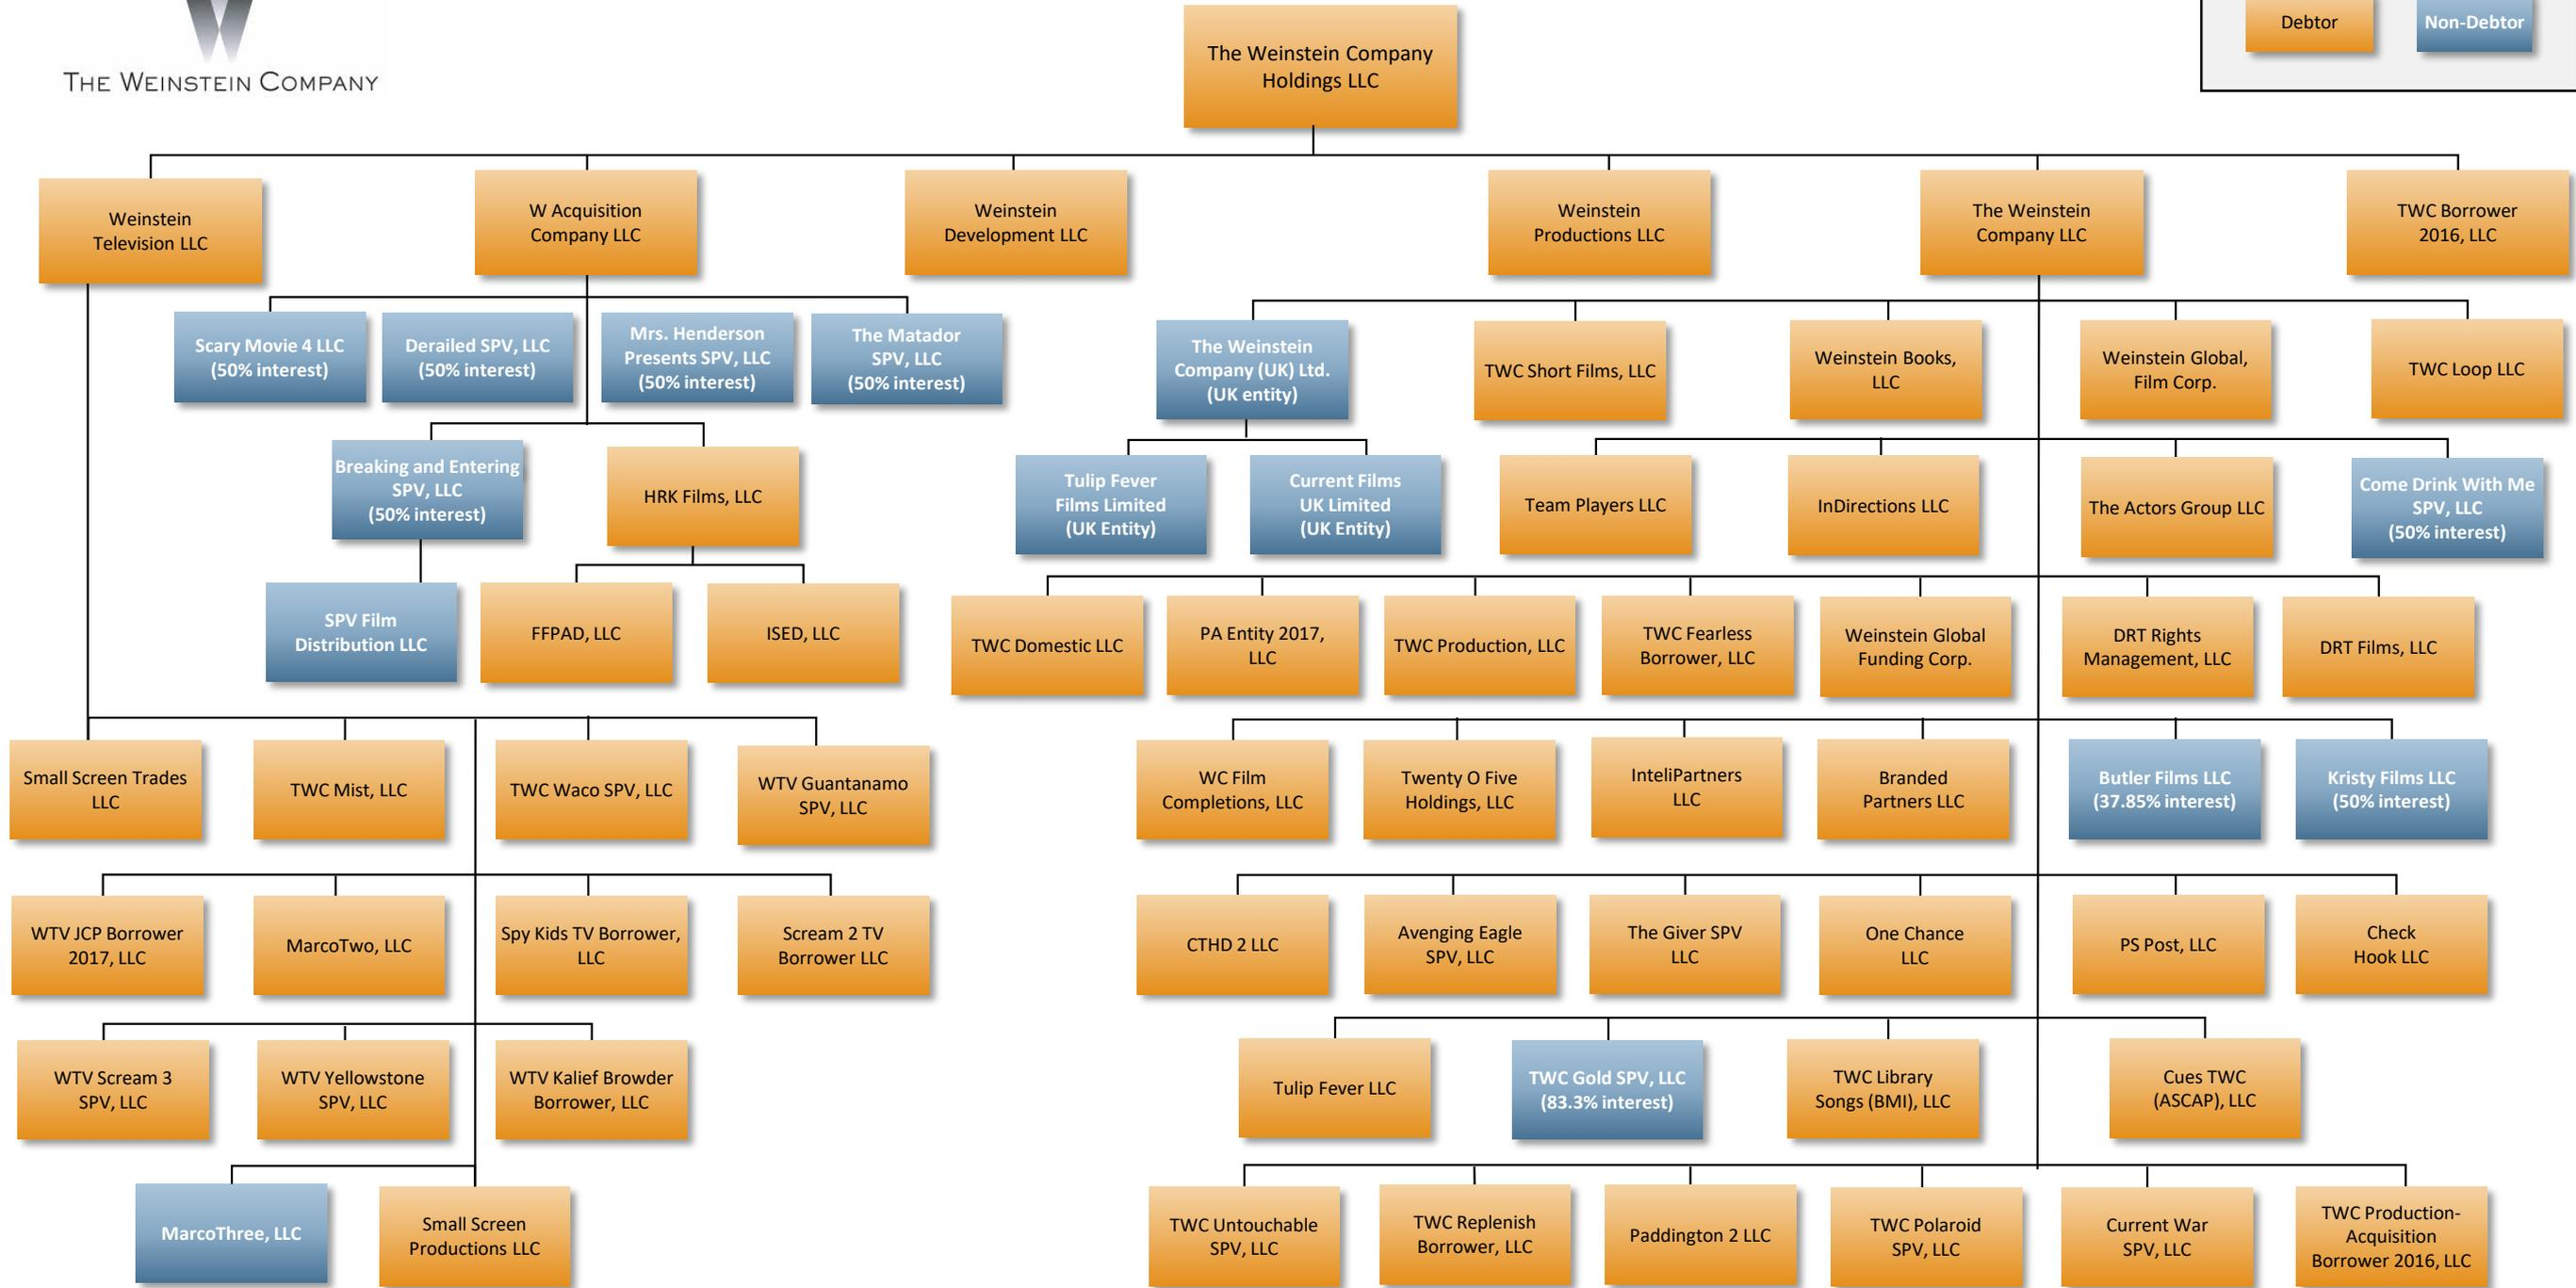 THE WEINSTEIN COMPANY
Debtor
Non-Debtor
The Weinstein Company
Holdings LLC
Weinstein
Television LLC
W Acquisition
Company LLC
Weinstein
Development LLC
Weinstein
Productions LLC
The Weinstein
Company LLC
TWC Borrower
2016, LLC
Scary Movie 4 LLC
(50% interest)
Derailed SPV, LLC
(50% interest)
Mrs. Henderson
Presents SPV, LLC
(50% interest)
The Matador
SPV, LLC
(50% interest)
The Weinstein
Company (UK) Ltd.
(UK entity)
TWC Short Films, LLC
Weinstein Books,
LLC
Weinstein Global,
Film Corp.
TWC Loop LLC
Breaking and Entering
SPV, LLC
(50% interest)
HRK Films, LLC
Tulip Fever
Films Limited
(UK Entity)
Current Films
UK Limited
(UK Entity)
Team Players LLC
InDirections LLC
The Actors Group LLC
Come Drink With Me
SPV, LLC
(50% interest)
SPV Film
Distribution LLC
FFPAD, LLC
ISED, LLC
TWC Domestic LLC
PA Entity 2017,
LLC
TWC Production, LLC
TWC Fearless
Borrower, LLC
Weinstein Global
Funding Corp.
DRT Rights
Management, LLC
DRT Films, LLC
Small Screen Trades
LLC
TWC Mist, LLC
TWC Waco SPV, LLC
WTV Guantanamo
SPV, LLC
WC Film
Completions, LLC
Twenty O Five
Holdings, LLC
InteliPartners
LLC
Branded
Partners LLC
Butler Films LLC
(37.85% interest)
Kristy Films LLC
(50% interest)
WTV JCP Borrower
2017, LLC
MarcoTwo, LLC
Spy Kids TV Borrower,
LLC
Scream 2 TV
Borrower LLC
CTHD 2 LLC
Avenging Eagle
SPV, LLC
The Giver SPV
LLC
One Chance
LLC
PS Post, LLC
Check
Hook LLC
WTV Scream 3
SPV, LLC
WTV Yellowstone
SPV, LLC
WTV Kalief Browder
Borrower, LLC
Tulip Fever LLC
TWC Gold SPV, LLC
(83.3% interest)
TWC Library
Songs (BMI), LLC
Cues TWC
(ASCAP), LLC
MarcoThree, LLC
Small Screen
Productions LLC
TWC Untouchable
SPV, LLC
TWC Replenish
Borrower, LLC
Paddington 2 LLC
TWC Polaroid
SPV, LLC
Current War
SPV, LLC
TWC Production-
Acquisition
Borrower 2016, LLC